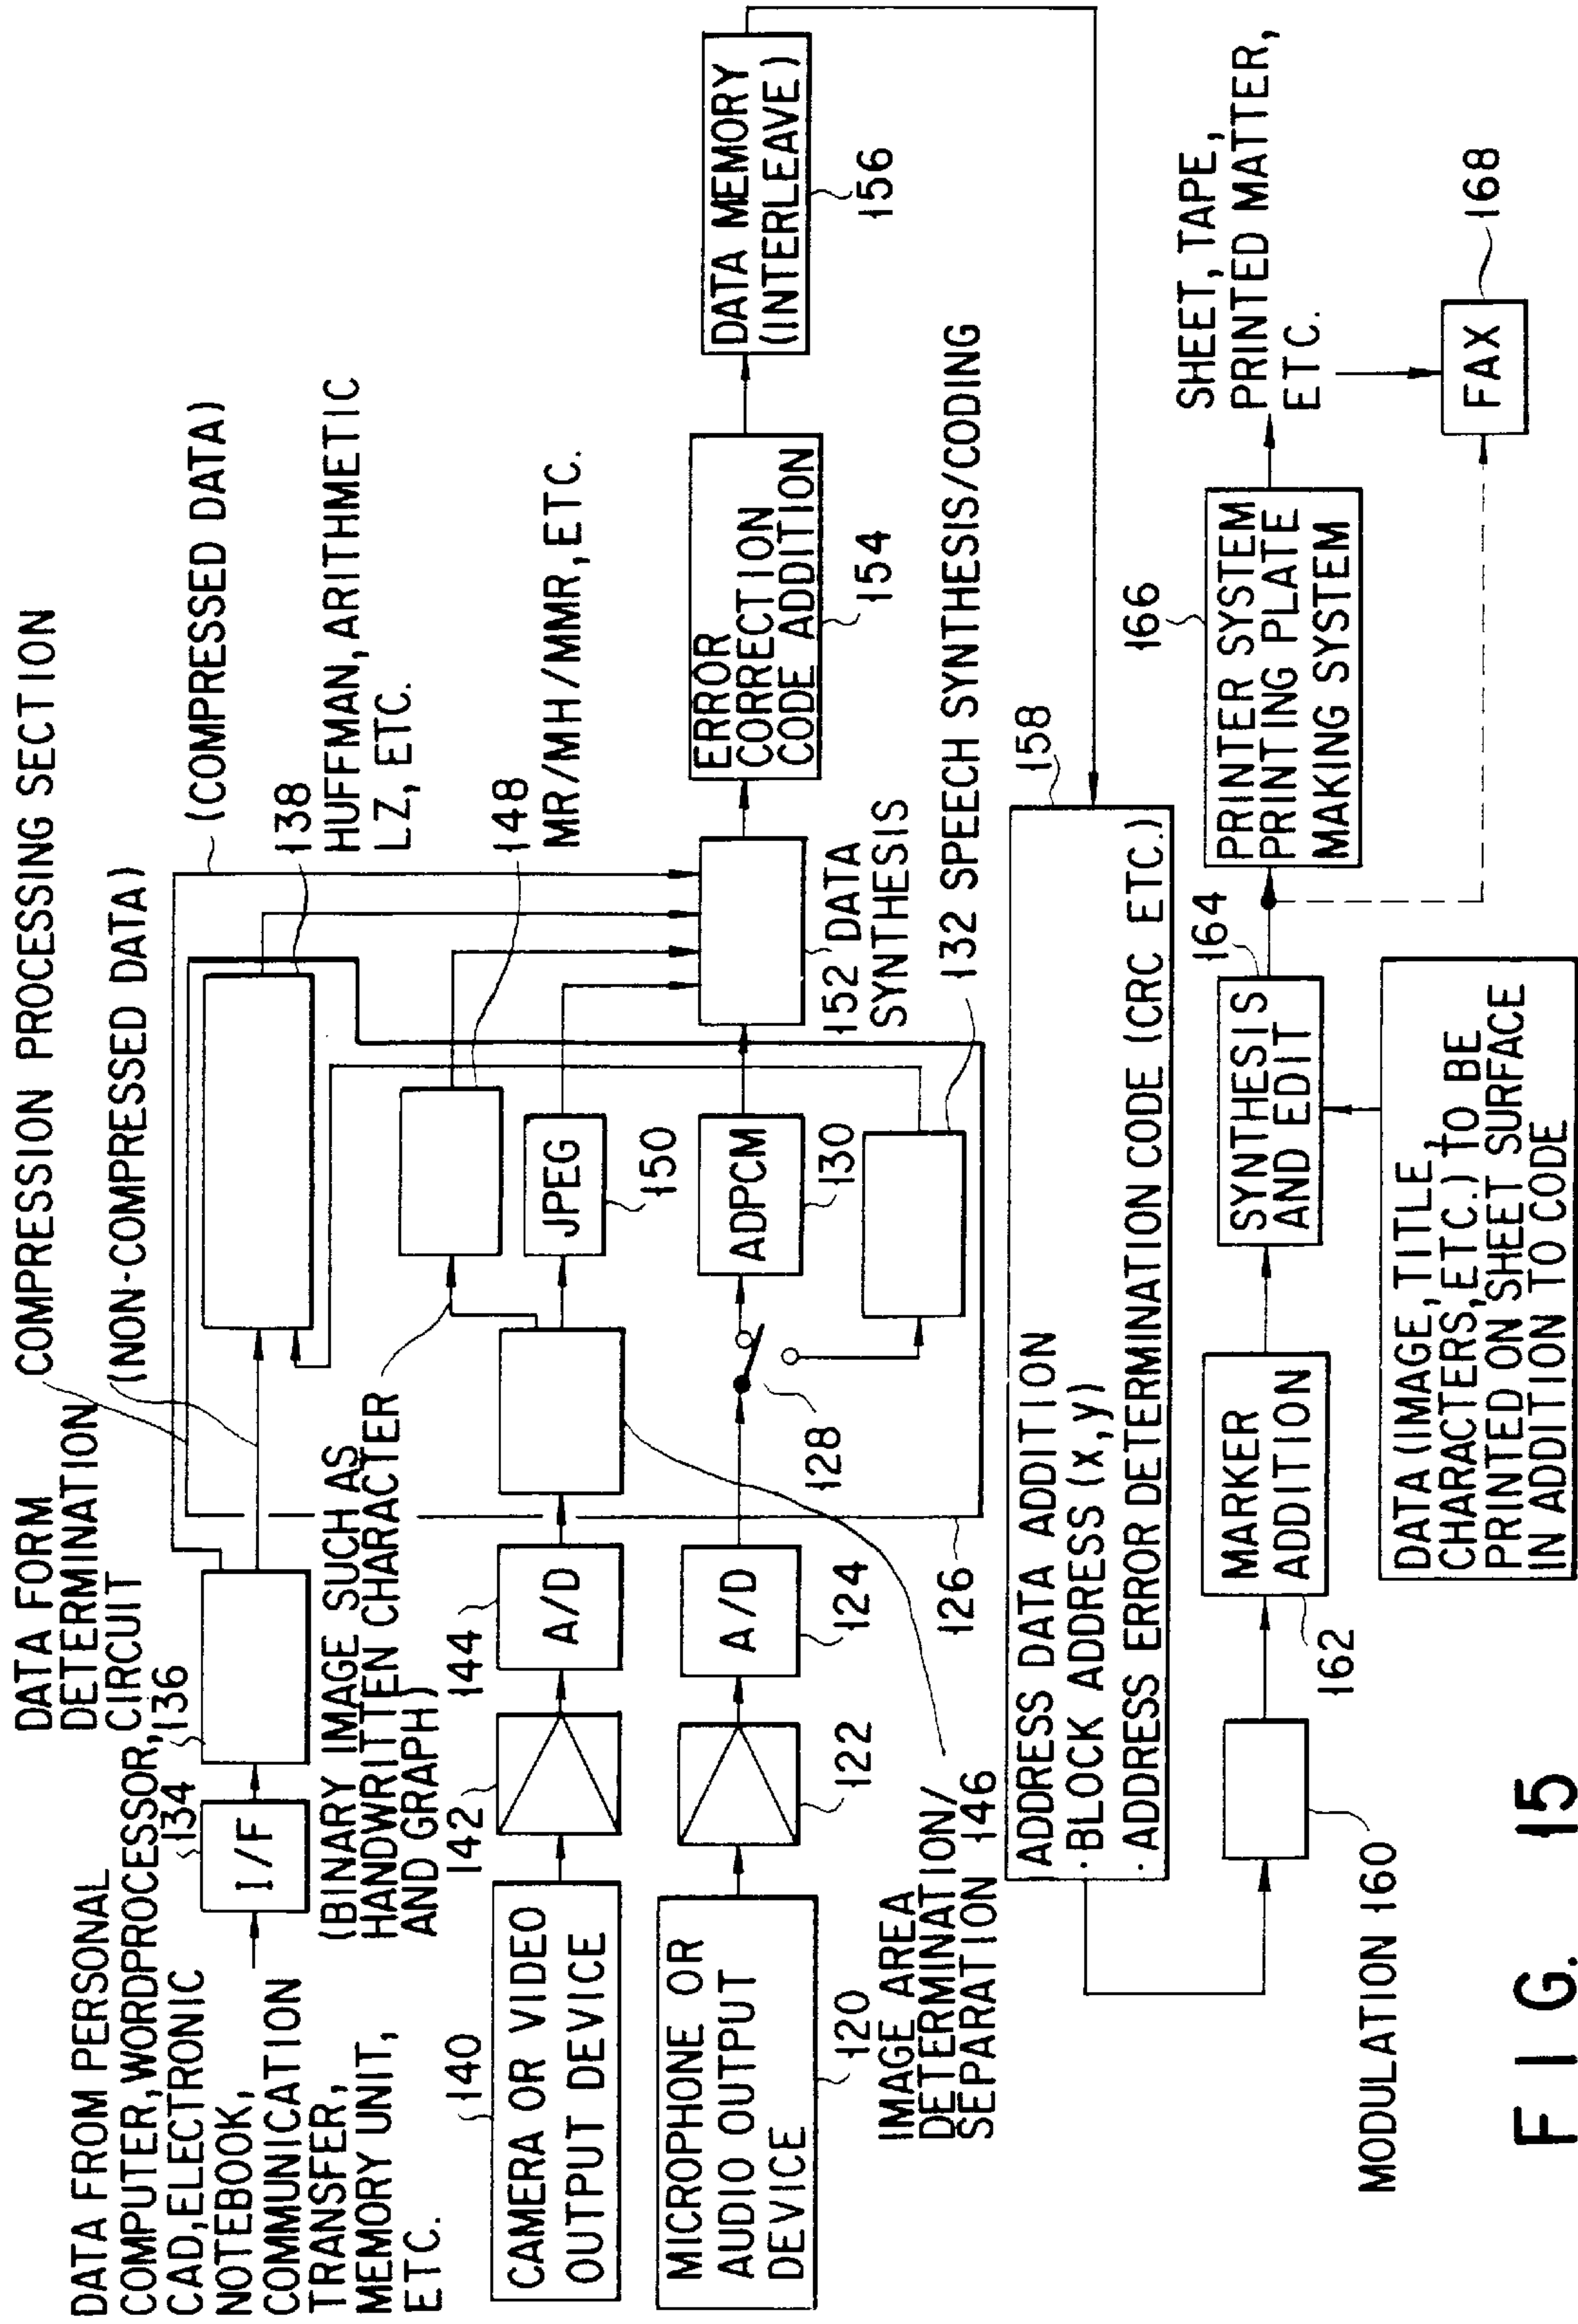 COMPRESSION PROCESSING SECTION
DATA FORM
DETERMINATION
CIRCUIT
136
(NON-COMPRESSED DATA)
(COMPRESSED DATA)
138
HUFFMAN, ARITHMETIC
LZ, ETC.
148
MR/MH/MMR, ETC.
DATA FROM PERSONAL
COMPUTER, WORDPROCESSOR,
CAD, ELECTRONIC
NOTEBOOK,
COMMUNICATION
TRANSFER,
MEMORY UNIT,
ETC.
134
I/F
(BINARY IMAGE SUCH AS
HANDWRITTEN CHARACTER
AND GRAPH)
140
CAMERA OR VIDEO
OUTPUT DEVICE
142
144
A/D
JPEG
150
MICROPHONE OR
AUDIO OUTPUT
DEVICE
120
122
A/D
124
126
128
ADPCM
130
132 SPEECH SYNTHESIS/CODING
IMAGE AREA
DETERMINATION/
SEPARATION 146
152 DATA
SYNTHESIS
ERROR
CORRECTION
CODE ADDITION
154
DATA MEMORY
(INTERLEAVE)
156
158
ADDRESS DATA ADDITION
·BLOCK ADDRESS (x,y)
·ADDRESS ERROR DETERMINATION CODE (CRC ETC.)
MODULATION 160
MARKER
ADDITION
162
SYNTHESIS
AND EDIT
164
DATA (IMAGE, TITLE,
CHARACTERS, ETC.) TO BE
PRINTED ON SHEET SURFACE
IN ADDITION TO CODE
166
PRINTER SYSTEM
PRINTING PLATE
MAKING SYSTEM
SHEET, TAPE,
PRINTED MATTER,
ETC.
FAX
168
FIG. 15